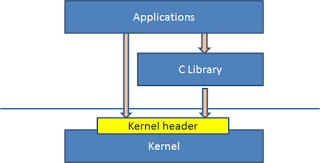 Applications
C Library
Kernel header
Kernel